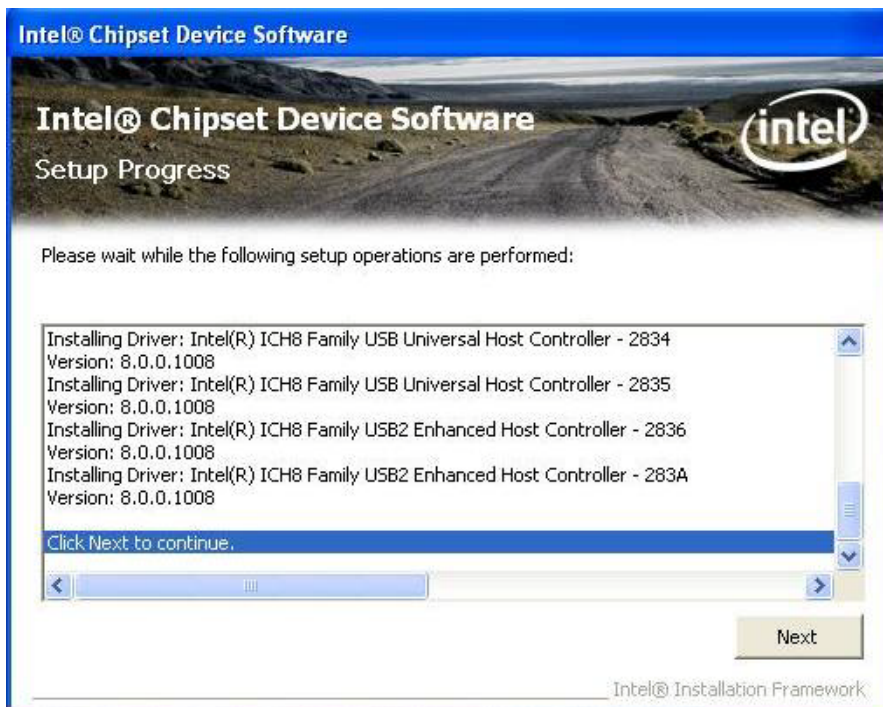 Intel® Chipset Device Software
Intel® Chipset Device Software
intel
Setup Progress
Please wait while the following setup operations are performed:
Installing Driver: Intel(R) ICH8 Family USB Universal Host Controller - 2834
Version: 8.0.0.1008
Installing Driver: Intel(R) ICH8 Family USB Universal Host Controller - 2835
Version: 8.0.0.1008
Installing Driver: Intel(R) ICH8 Family USB2 Enhanced Host Controller - 2836
Version: 8.0.0.1008
Installing Driver: Intel(R) ICH8 Family USB2 Enhanced Host Controller - 283A
Version: 8.0.0.1008
Click Next to continue.
Next
Intel® Installation Framework